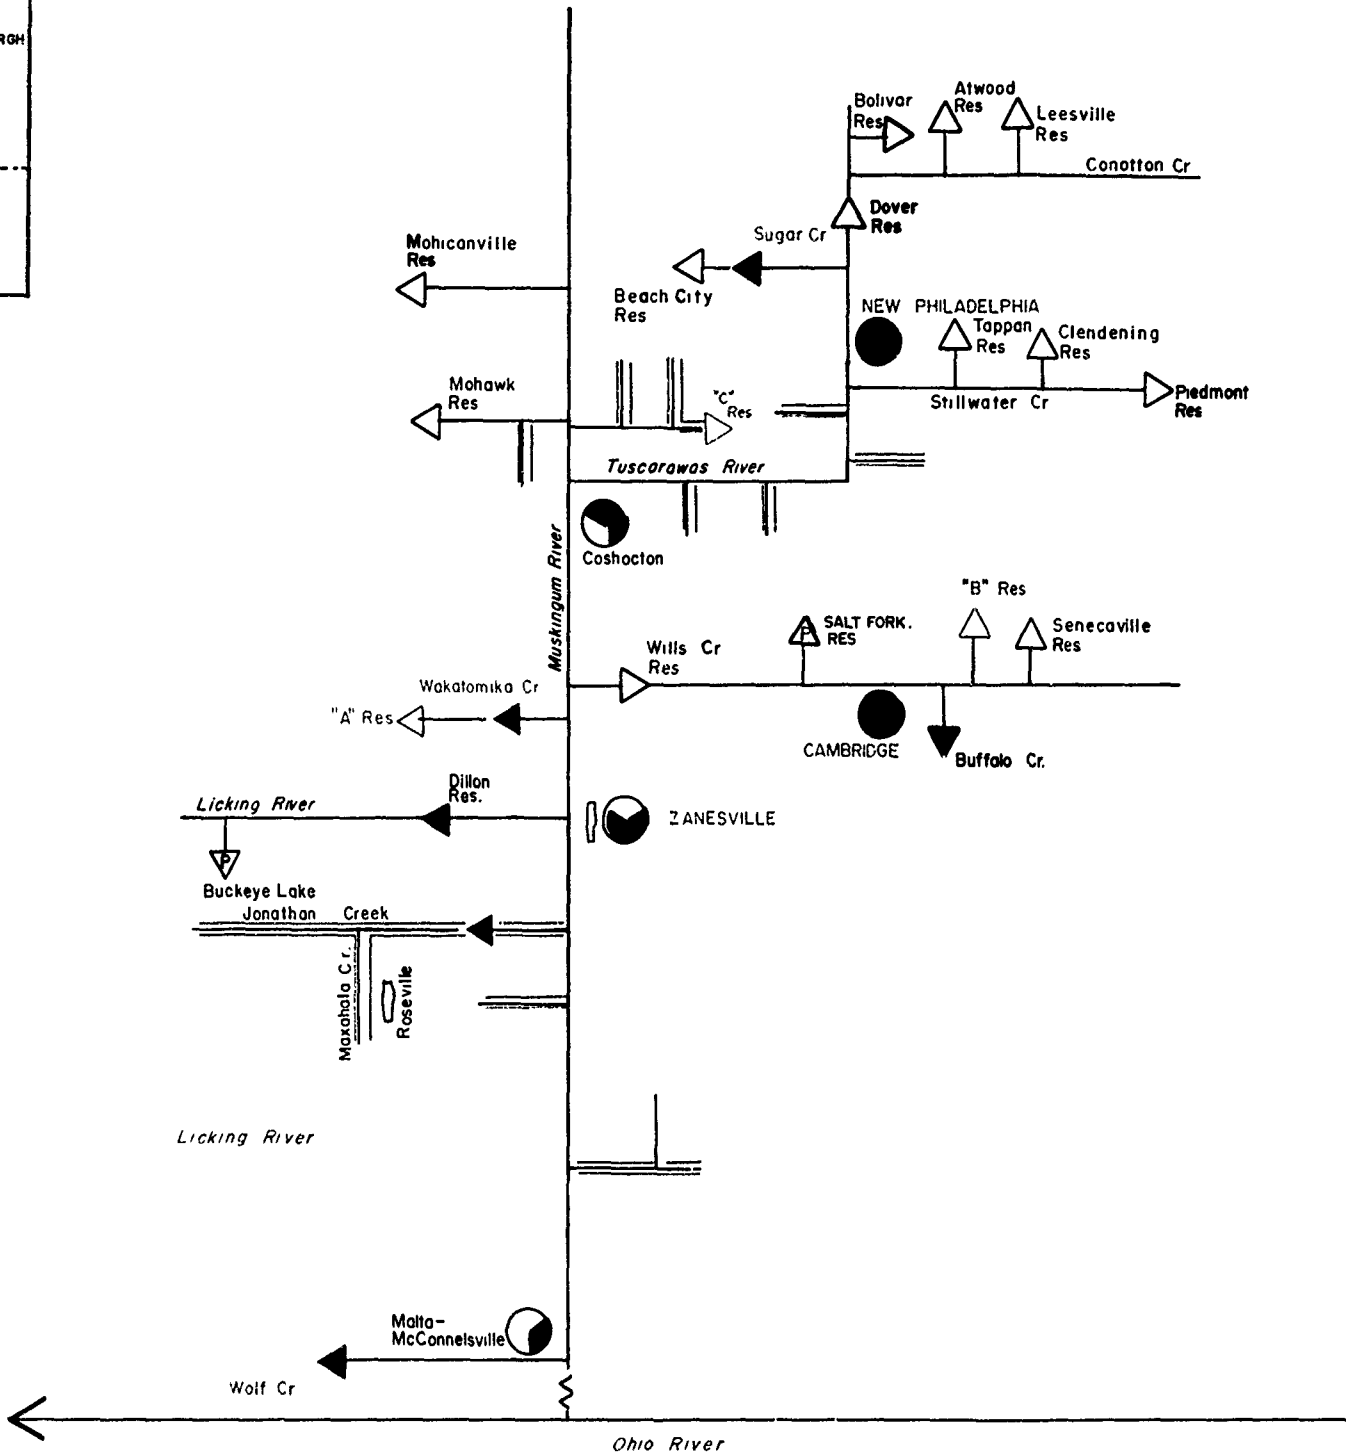 RGH
Bolivar
Res
Atwood
Res
Leesville
Res
Conotton Cr
Dover
Res
Sugar Cr
Mohicanville
Res
Beach City
Res
NEW PHILADELPHIA
Tappan
Res
Clendening
Res
Piedmont
Res
Stillwater Cr
Mohawk
Res
"C"
Res
Tuscarawas River
Coshocton
Muskingum River
"B" Res
P
SALT FORK.
RES
Senecaville
Res
Wills Cr
Res
Wakatomika Cr
"A" Res
CAMBRIDGE
Buffalo Cr.
Dillon
Res.
Licking River
ZANESVILLE
P
Buckeye Lake
Jonathan Creek
Maxahala Cr.
Roseville
Licking River
Malta-
McConnelsville
Wolf Cr
Ohio River